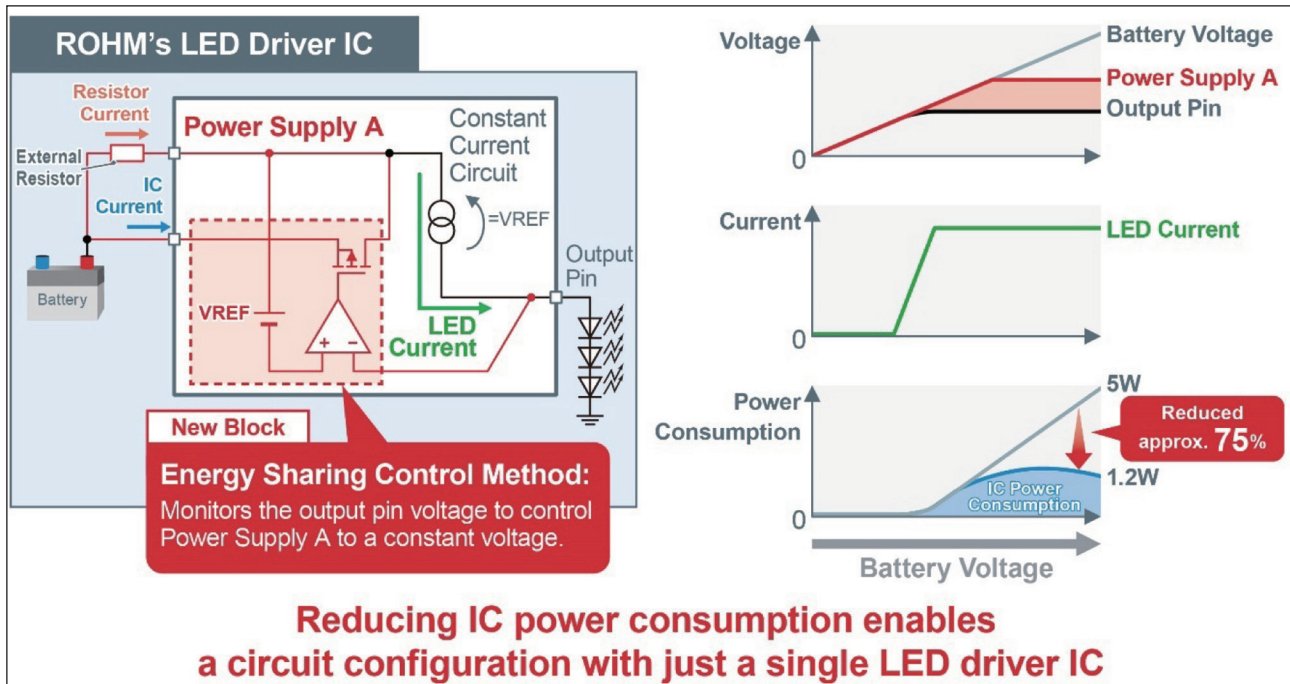 ROHM's LED Driver IC
Resistor
Current
External
Resistor
IC
Current
Battery
Power Supply A
Constant
Current
Circuit
=VREF
Output
Pin
VREF
+ −
LED
Current
New Block
Energy Sharing Control Method:
Monitors the output pin voltage to control
Power Supply A to a constant voltage.
Voltage
0
Battery Voltage
Power Supply A
Output Pin
Current
0
LED Current
Power
Consumption
0
5W
Reduced
approx. 75%
1.2W
IC Power
Consumption
Battery Voltage
Reducing IC power consumption enables
a circuit configuration with just a single LED driver IC